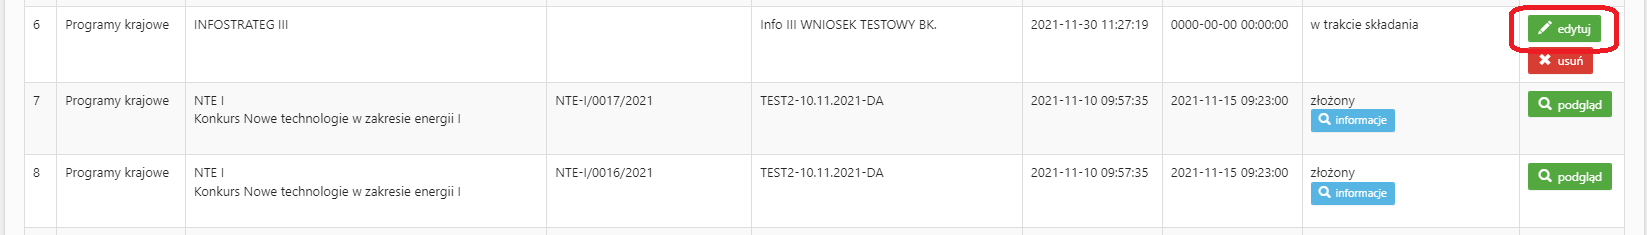 6 Programy krajowe INFOSTRATEG III Info III WNIOSEK TESTOWY BK. 2021-11-30 11:27:19 0000-00-00 00:00:00 w trakcie składania edytuj
usuń
7 Programy krajowe NTE I NTE-I/0017/2021 TEST2-10.11.2021-DA 2021-11-10 09:57:35 2021-11-15 09:23:00 złożony podgląd
Konkurs Nowe technologie w zakresie energii I informacje
8 Programy krajowe NTE I NTE-I/0016/2021 TEST2-10.11.2021-DA 2021-11-10 09:57:35 2021-11-15 09:23:00 złożony podgląd
Konkurs Nowe technologie w zakresie energii I informacje